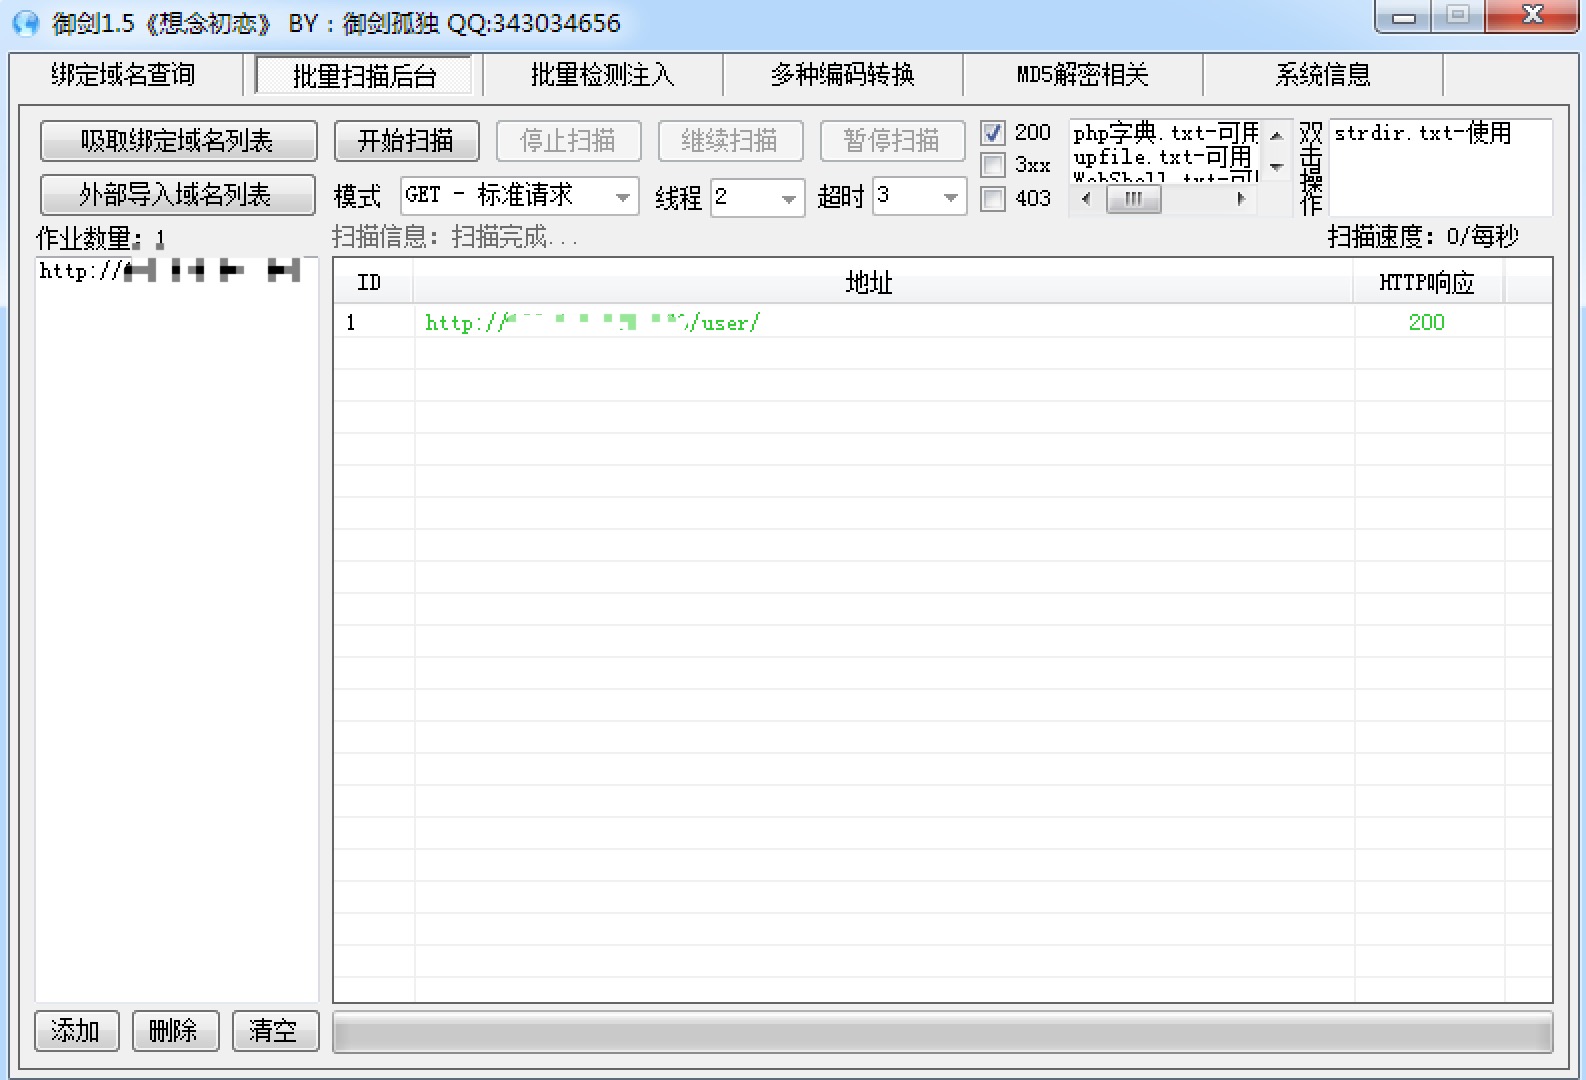 御剑1.5《想念初恋》 BY：御剑孤独 QQ:343034656
绑定域名查询 批量扫描后台 批量检测注入 多种编码转换 MD5解密相关 系统信息
吸取绑定域名列表 开始扫描 停止扫描 继续扫描 暂停扫描
外部导入域名列表 模式 GET - 标准请求 线程 2 超时 3
200
3xx
403
php字典.txt-可用
upfile.txt-可用
WebShell.txt-可用
双击操作
strdir.txt-使用
作业数量: 1 扫描信息: 扫描完成... 扫描速度: 0/每秒
http://
ID 地址 HTTP响应
1 http:// /user/ 200
添加 删除 清空